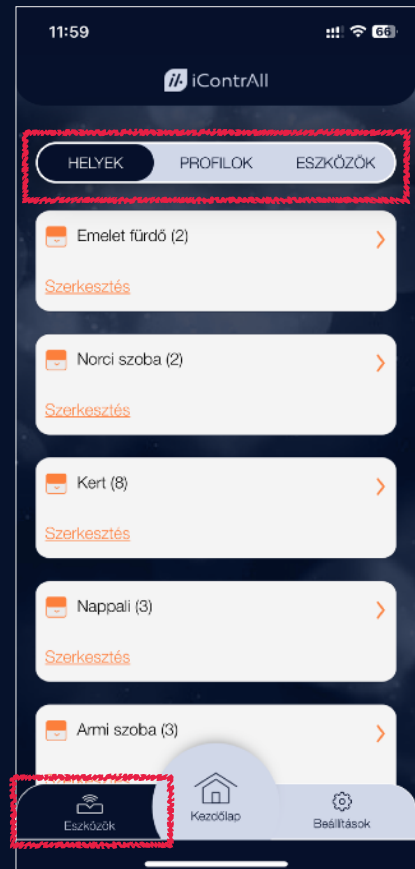 11:59
66
iContrAll
HELYEK PROFILOK ESZKÖZÖK
Emelet fürdő (2)
Szerkesztés
Norci szoba (2)
Szerkesztés
Kert (8)
Szerkesztés
Nappali (3)
Szerkesztés
Armi szoba (3)
Eszközök Kezdőlap Beállítások